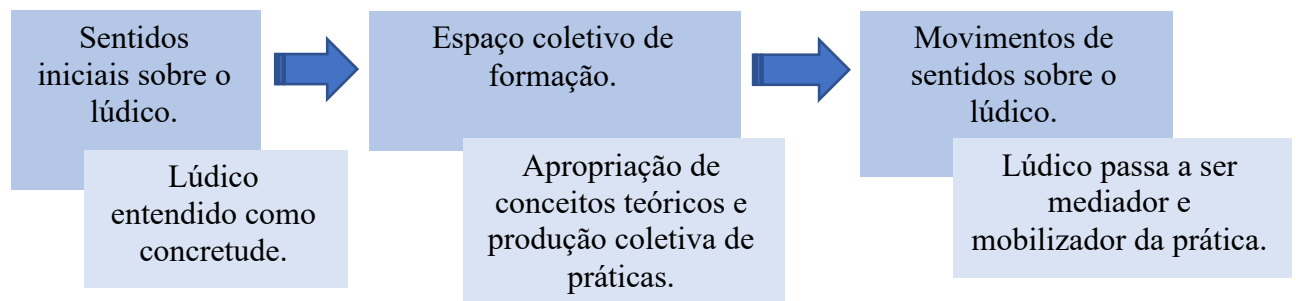 Sentidos
iniciais sobre o
lúdico.
Lúdico
entendido como
concretude.
Espaço coletivo de
formação.
Apropriação de
conceitos teóricos e
produção coletiva de
práticas.
Movimentos de
sentidos sobre o
lúdico.
Lúdico passa a ser
mediador e
mobilizador da prática.